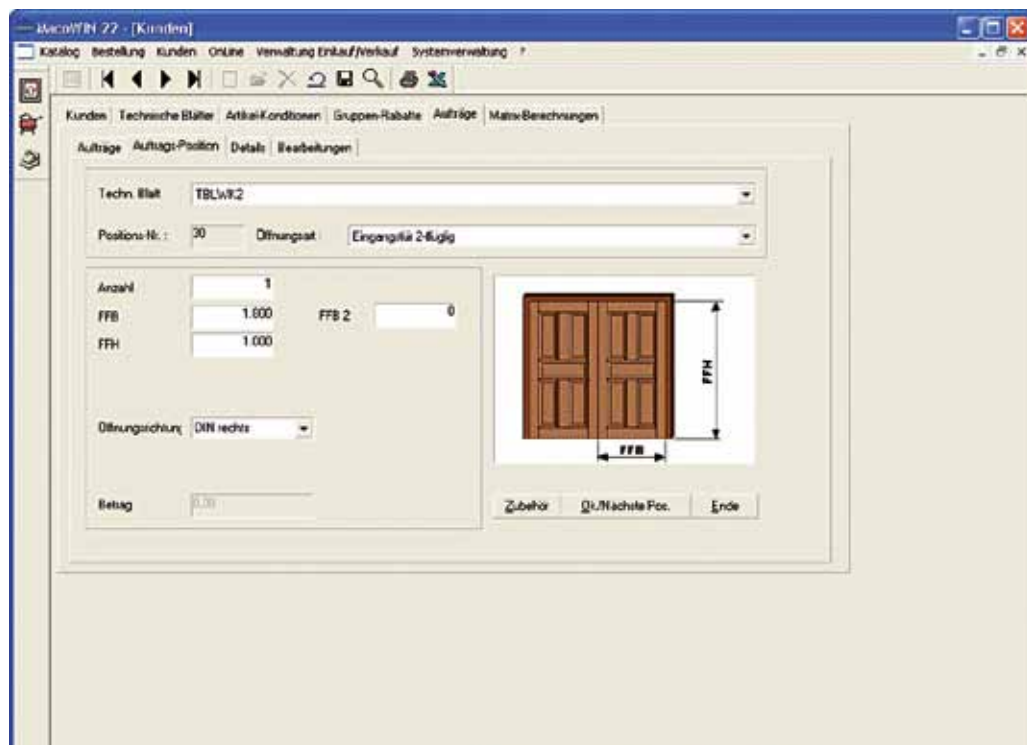 MacoWIN 22 - [Kunden]
Katalog Bestellung Kunden OnLine Verwaltung Einkauf/Verkauf Systemverwaltung ?
Kunden Technische Blätter Artikel-Konditionen Gruppen-Rabatte Aufträge Matrix-Berechnungen
Aufträge Auftrags-Position Details Bearbeitungen
Techn. Blatt TBLWK2
Positions-Nr. : 30 Öffnungsart : Eingangstür 2-flüglig
Anzahl 1
FFB 1.800 FFB 2 0
FFH 1.000
FFH
FFB
Öffnungsrichtung DIN rechts
Betrag 0,00
Zubehör Ok./Nächste Pos. Ende